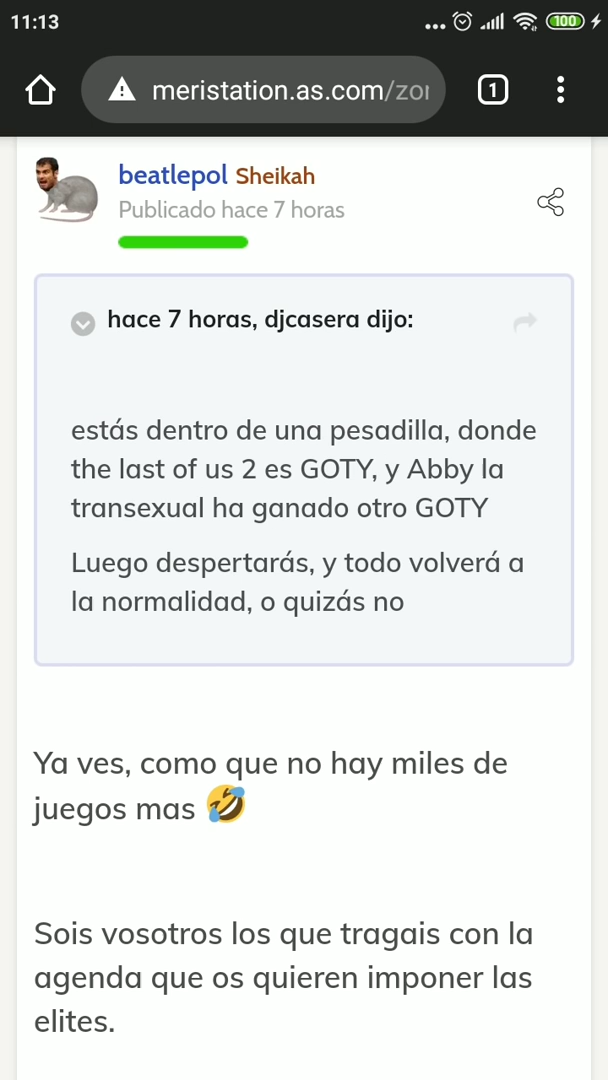 11:13
100
1
meristation.as.com/zoi
beatlepol Sheikah
Publicado hace 7 horas
hace 7 horas, djcasera dijo:
estás dentro de una pesadilla, donde
the last of us 2 es GOTY, y Abby la
transexual ha ganado otro GOTY
Luego despertarás, y todo volverá a
la normalidad, o quizás no
Ya ves, como que no hay miles de
juegos mas 🤣
Sois vosotros los que tragais con la
agenda que os quieren imponer las
elites.